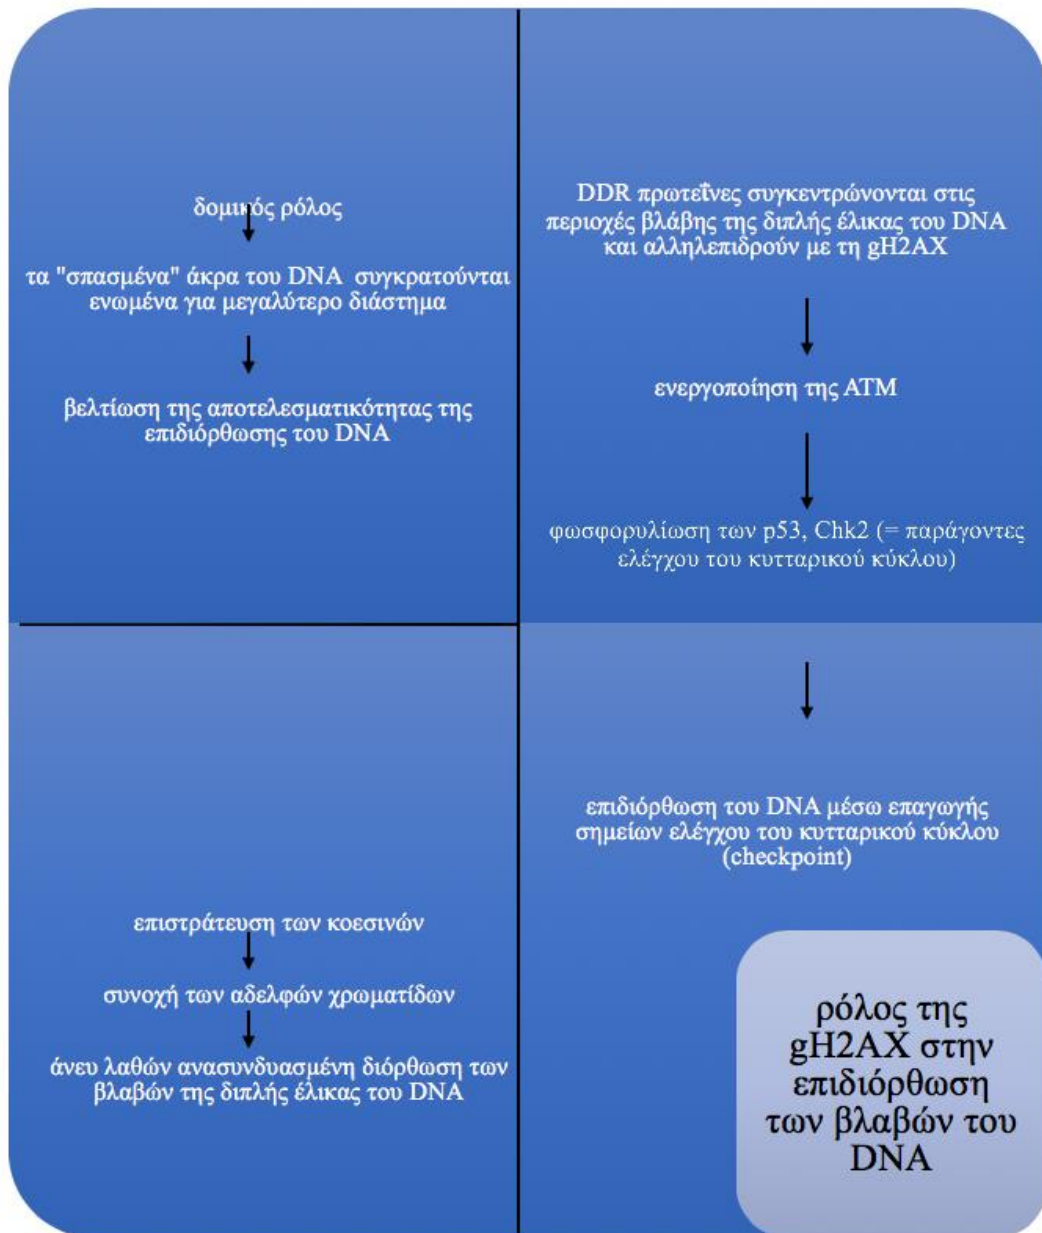 δομικός ρόλος
τα "σπασμένα" άκρα του DNA συγκρατούνται
ενωμένα για μεγαλύτερο διάστημα
βελτίωση της αποτελεσματικότητας της
επιδιόρθωσης του DNA
DDR πρωτεΐνες συγκεντρώνονται στις
περιοχές βλάβης της διπλής έλικας του DNA
και αλληλεπιδρούν με τη gH2AX
ενεργοποίηση της ATM
φωσφορυλίωση των p53, Chk2 (= παράγοντες
ελέγχου του κυτταρικού κύκλου)
επιδιόρθωση του DNA μέσω επαγωγής
σημείων ελέγχου του κυτταρικού κύκλου
(checkpoint)
επιστράτευση των κοεσινών
συνοχή των αδελφών χρωματίδων
άνευ λαθών ανασυνδυασμένη διόρθωση των
βλαβών της διπλής έλικας του DNA
ρόλος της
gH2AX στην
επιδιόρθωση
των βλαβών του
DNA